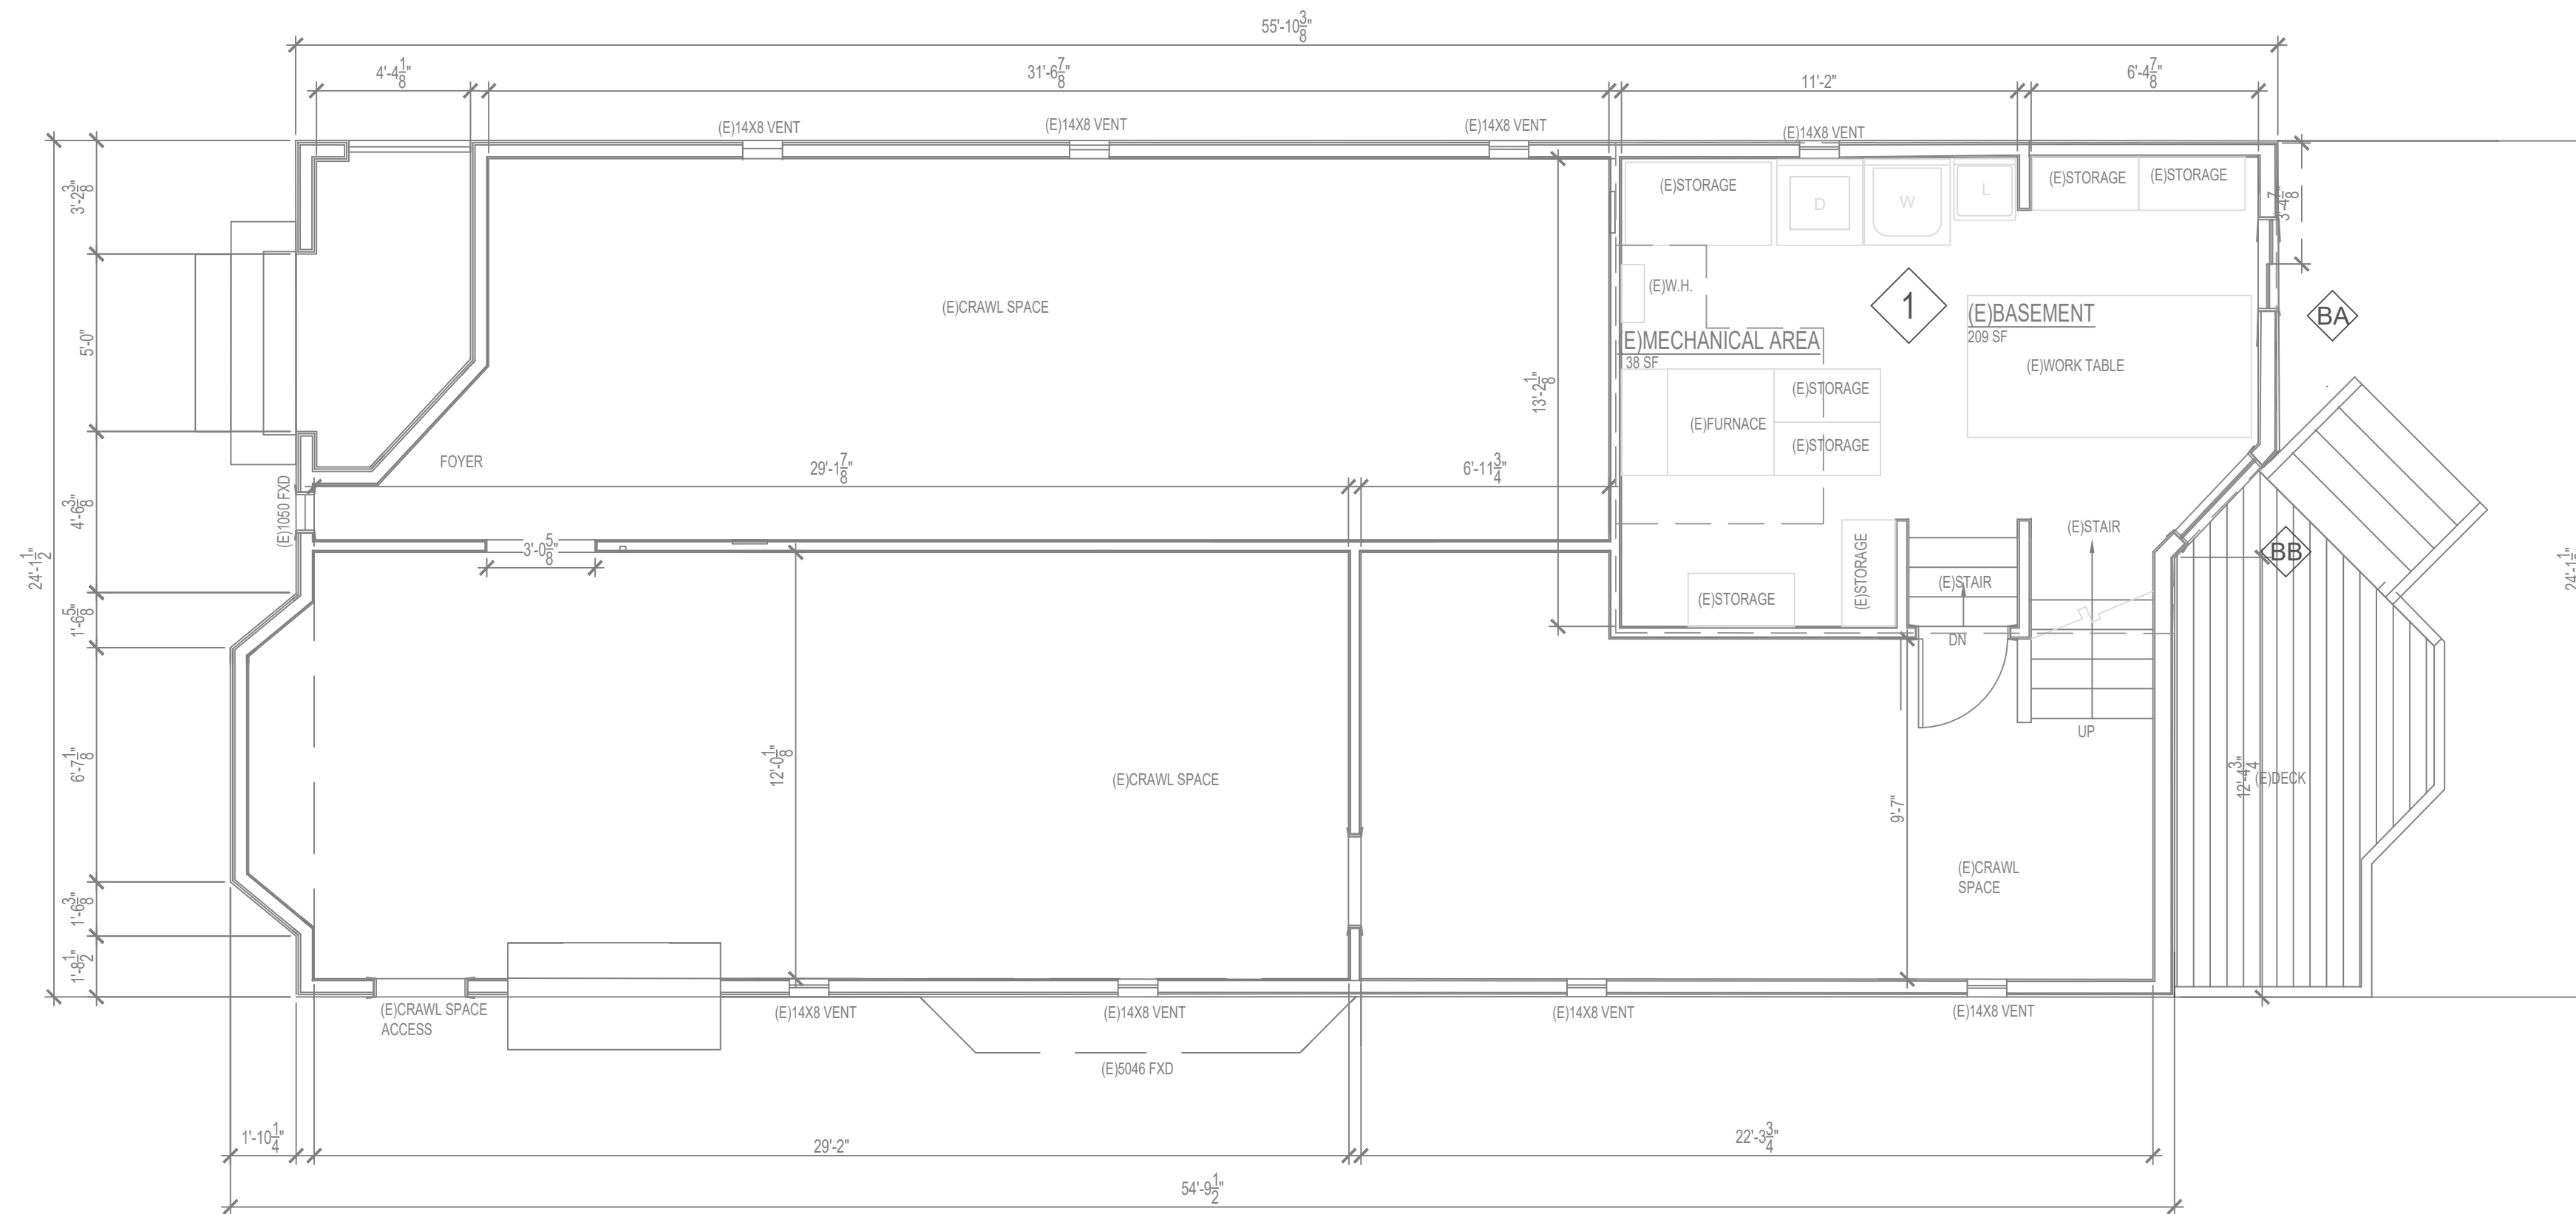 55'-10 3/8"
4'-4 1/8"
31'-6 7/8"
11'-2"
6'-4 7/8"
(E)14X8 VENT
(E)14X8 VENT
(E)14X8 VENT
(E)14X8 VENT
3'-2 3/8"
(E)STORAGE
D
W
L
(E)STORAGE
(E)STORAGE
3'-4 7/8"
(E)CRAWL SPACE
(E)W.H.
1
(E)BASEMENT
209 SF
BA
5'-0"
(E)MECHANICAL AREA
38 SF
(E)WORK TABLE
13'-2 1/8"
(E)STORAGE
(E)FURNACE
(E)STORAGE
FOYER
29'-1 7/8"
6'-11 3/4"
(E)1050 FXD
4'-6 3/8"
24'-1 1/2"
3'-0 5/8"
(E)STAIR
BB
24'-1 1/2"
(E)STORAGE
(E)STORAGE
(E)STAIR
DN
1'-6 5/8"
UP
6'-7 1/8"
12'-0 1/8"
(E)CRAWL SPACE
12'-4 3/4"
(E)DECK
9'-7"
(E)CRAWL
SPACE
1'-6 3/8"
1'-8 1/2"
(E)CRAWL SPACE
ACCESS
(E)14X8 VENT
(E)14X8 VENT
(E)14X8 VENT
(E)14X8 VENT
(E)5046 FXD
1'-10 1/4"
29'-2"
22'-3 3/4"
54'-9 1/2"